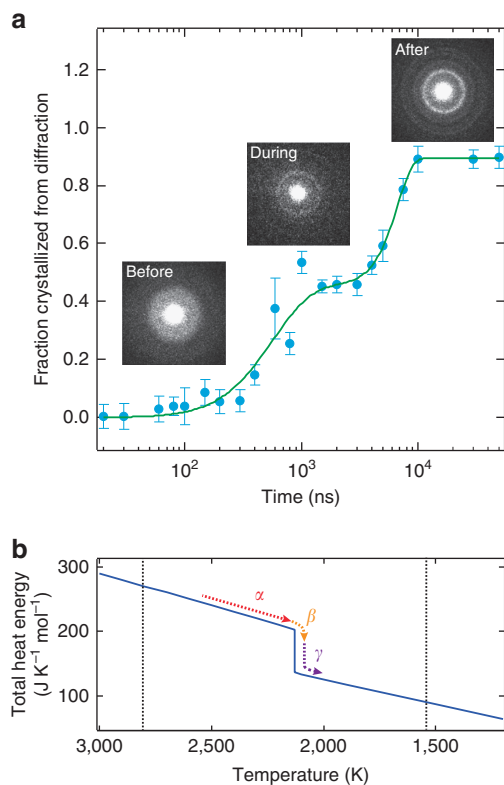 a
1.2
1.0
0.8
0.6
0.4
0.2
0.0
Fraction crystallized from diffraction
Before
During
After
10²
10³
10⁴
Time (ns)
b
300
200
100
Total heat energy
(J K⁻¹ mol⁻¹)
α
β
γ
3,000
2,500
2,000
1,500
Temperature (K)